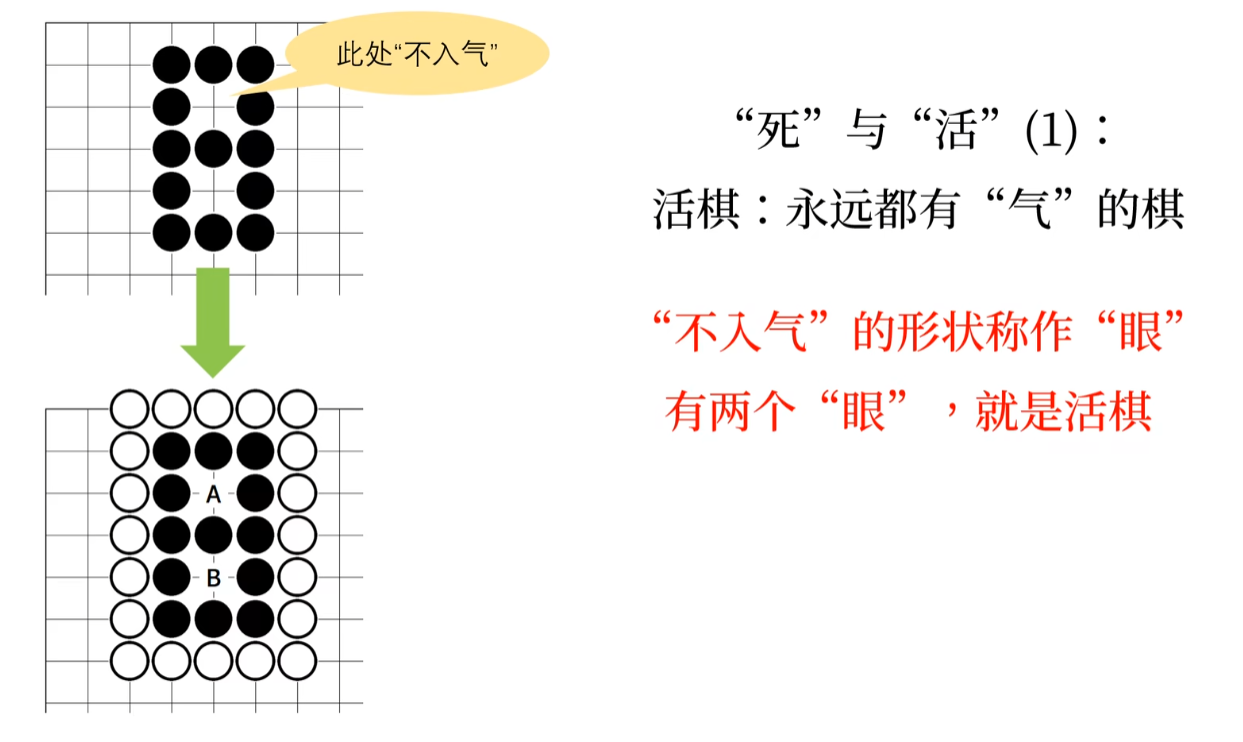 此处“不入气”
A
B
“死”与“活”(1)：
活棋：永远都有“气”的棋
“不入气”的形状称作“眼”
有两个“眼”，就是活棋